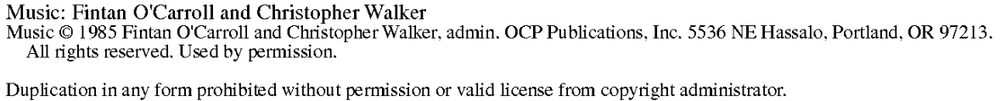 Music: Fintan O'Carroll and Christopher Walker
Music © 1985 Fintan O'Carroll and Christopher Walker, admin. OCP Publications, Inc. 5536 NE Hassalo, Portland, OR 97213.
All rights reserved. Used by permission.
Duplication in any form prohibited without permission or valid license from copyright administrator.